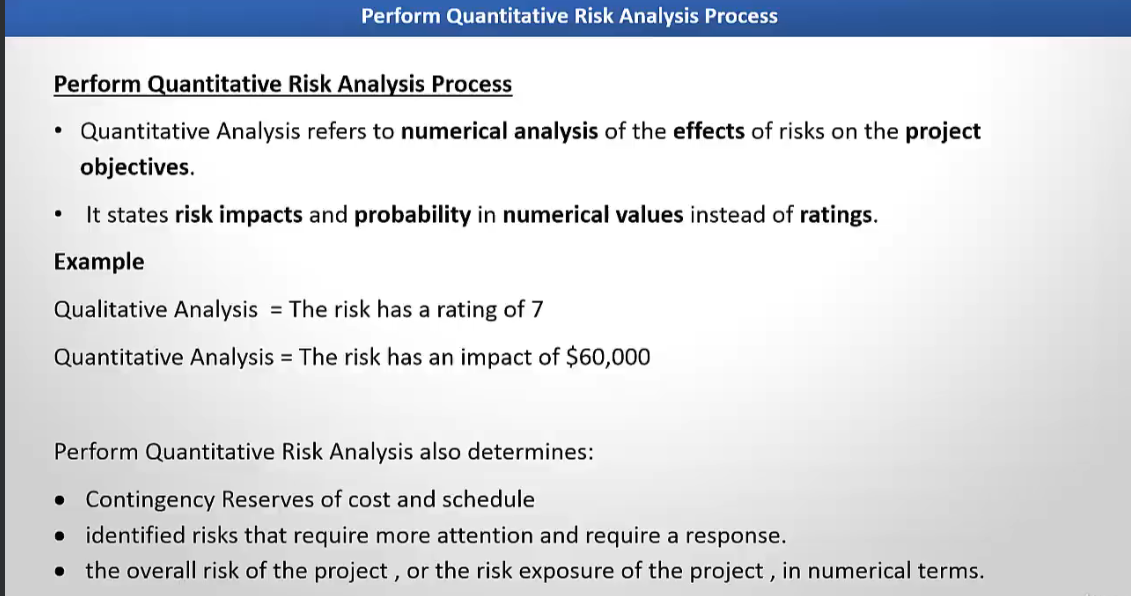 Perform Quantitative Risk Analysis Process
Perform Quantitative Risk Analysis Process
• Quantitative Analysis refers to numerical analysis of the effects of risks on the project
objectives.
• It states risk impacts and probability in numerical values instead of ratings.
Example
Qualitative Analysis = The risk has a rating of 7
Quantitative Analysis = The risk has an impact of $60,000
Perform Quantitative Risk Analysis also determines:
• Contingency Reserves of cost and schedule
• identified risks that require more attention and require a response.
• the overall risk of the project , or the risk exposure of the project , in numerical terms.